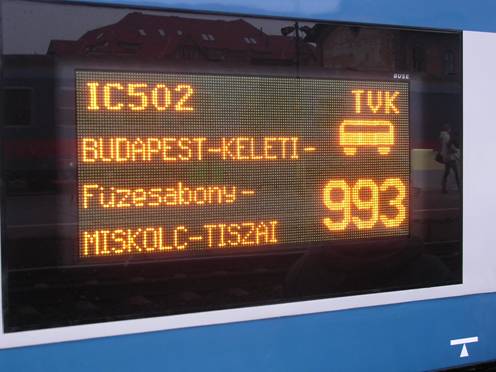 IC502 TVK
BUDAPEST-KELETI-
Füzesabony-
993
MISKOLC-TISZAI